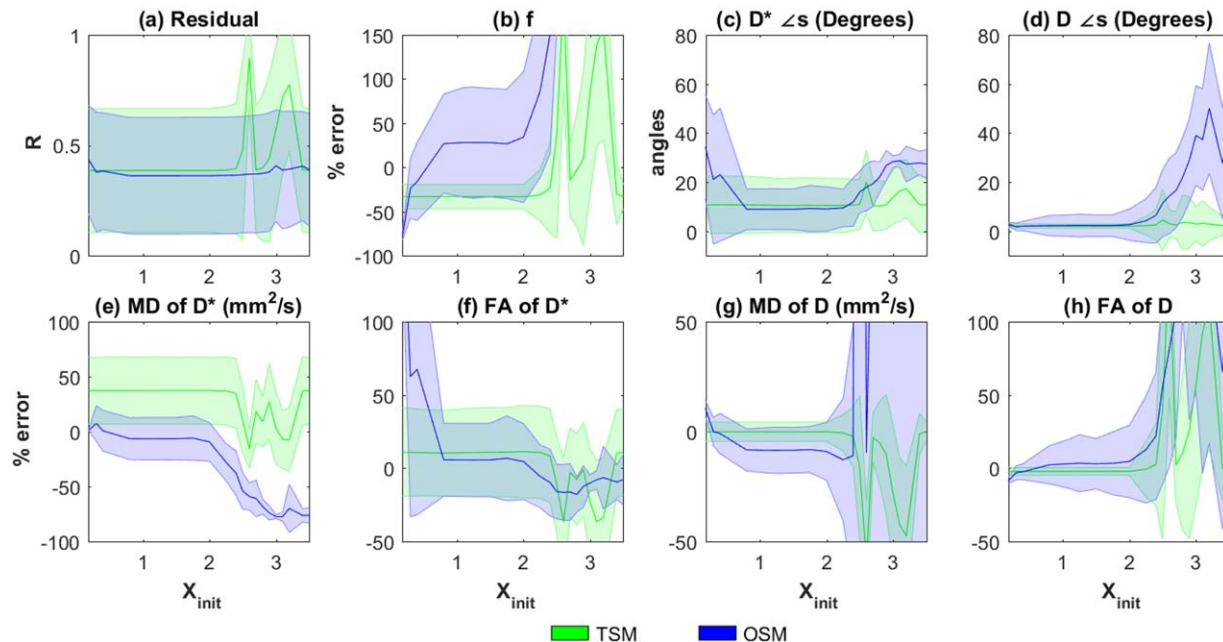 (a) Residual
(b) f
(c) D* ∠s (Degrees)
(d) D ∠s (Degrees)
1
0.5
0
R
1 2 3
150
100
50
0
-50
-100
% error
1 2 3
80
60
40
20
0
angles
1 2 3
80
60
40
20
0
1 2 3
(e) MD of D* (mm²/s)
(f) FA of D*
(g) MD of D (mm²/s)
(h) FA of D
100
50
0
-50
-100
% error
1 2 3
X_init
100
50
0
-50
1 2 3
X_init
50
0
-50
1 2 3
X_init
100
50
0
-50
1 2 3
X_init
TSM OSM